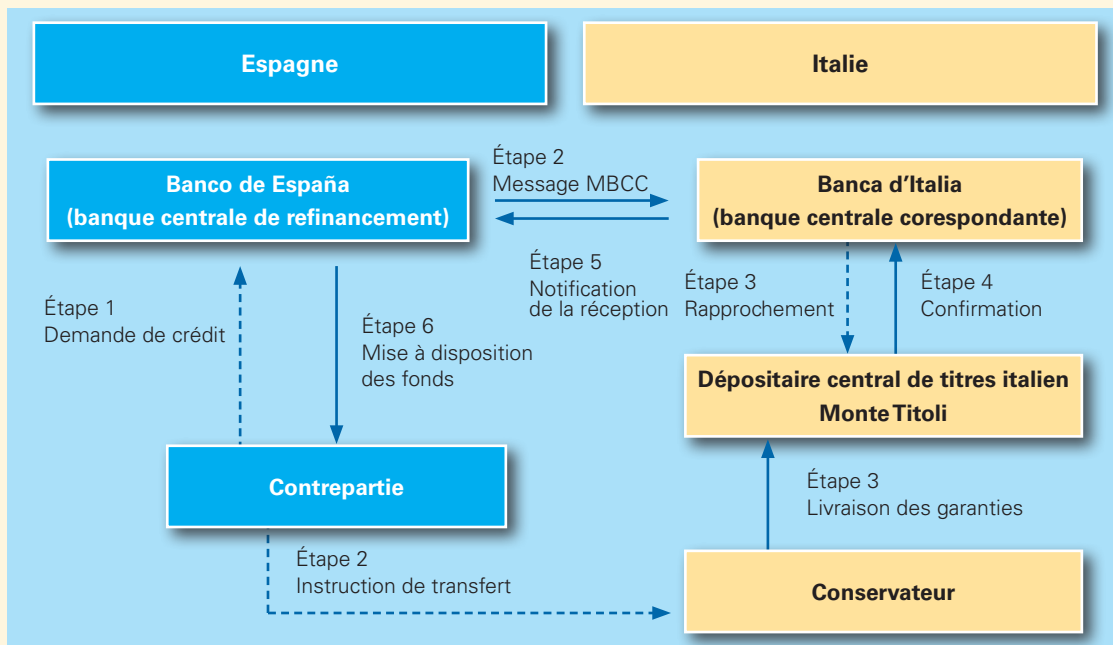 Espagne
Italie
Banco de España
(banque centrale de refinancement)
Étape 2
Message MBCC
Banca d'Italia
(banque centrale corespondante)
Étape 1
Demande de crédit
Étape 6
Mise à disposition
des fonds
Étape 5
Notification
de la réception
Étape 3
Rapprochement
Étape 4
Confirmation
Dépositaire central de titres italien
Monte Titoli
Contrepartie
Étape 3
Livraison des garanties
Étape 2
Instruction de transfert
Conservateur